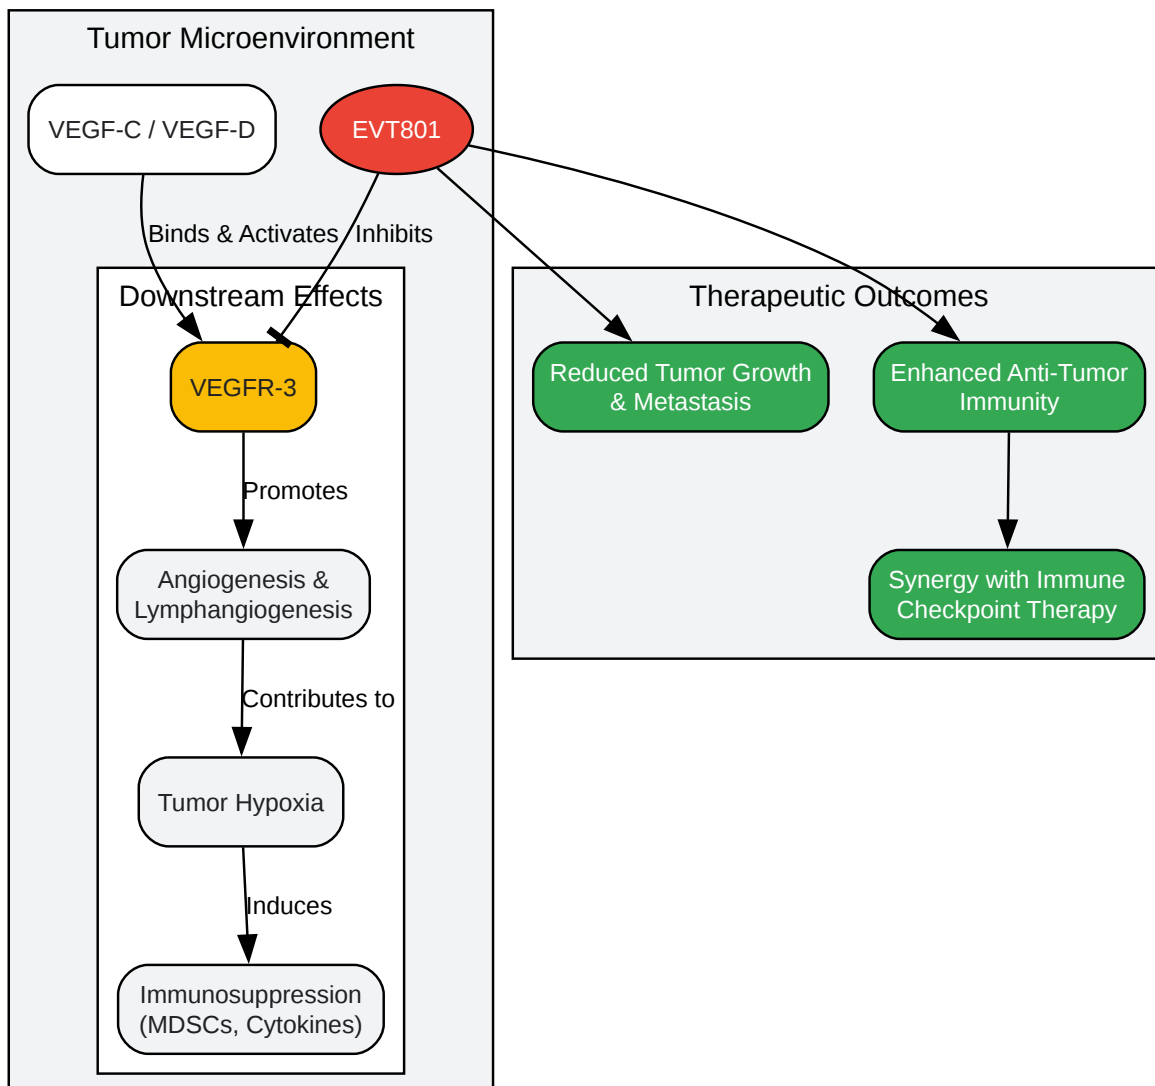 Tumor Microenvironment
VEGF-C / VEGF-D
EVT801
Binds & Activates
Inhibits
Downstream Effects
Therapeutic Outcomes
VEGFR-3
Reduced Tumor Growth
& Metastasis
Enhanced Anti-Tumor
Immunity
Promotes
Angiogenesis &
Lymphangiogenesis
Synergy with Immune
Checkpoint Therapy
Contributes to
Tumor Hypoxia
Induces
Immunosuppression
(MDSCs, Cytokines)